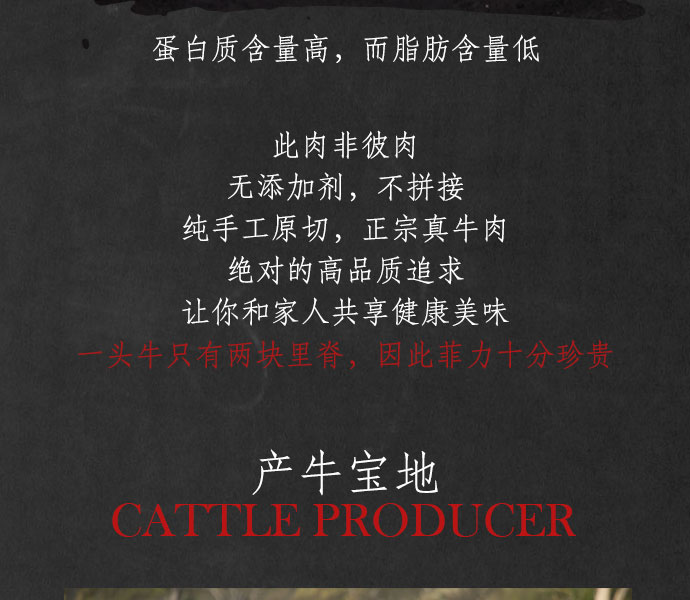 蛋白质含量高，而脂肪含量低
此肉非彼肉
无添加剂，不拼接
纯手工原切，正宗真牛肉
绝对的高品质追求
让你和家人共享健康美味
一头牛只有两块里脊，因此菲力十分珍贵
产牛宝地
CATTLE PRODUCER